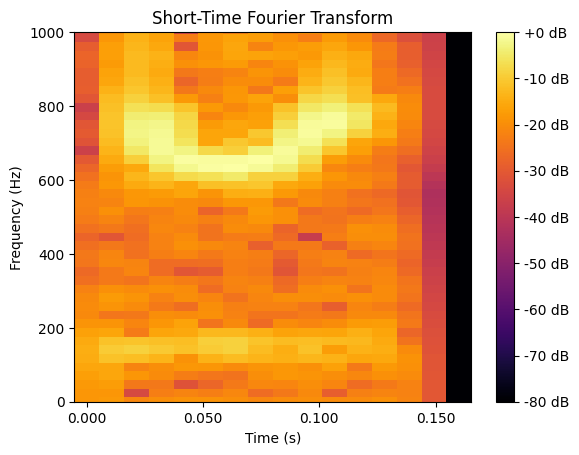 Short-Time Fourier Transform
1000
800
600
400
200
0
Frequency (Hz)
0.000
0.050
0.100
0.150
Time (s)
+0 dB
-10 dB
-20 dB
-30 dB
-40 dB
-50 dB
-60 dB
-70 dB
-80 dB